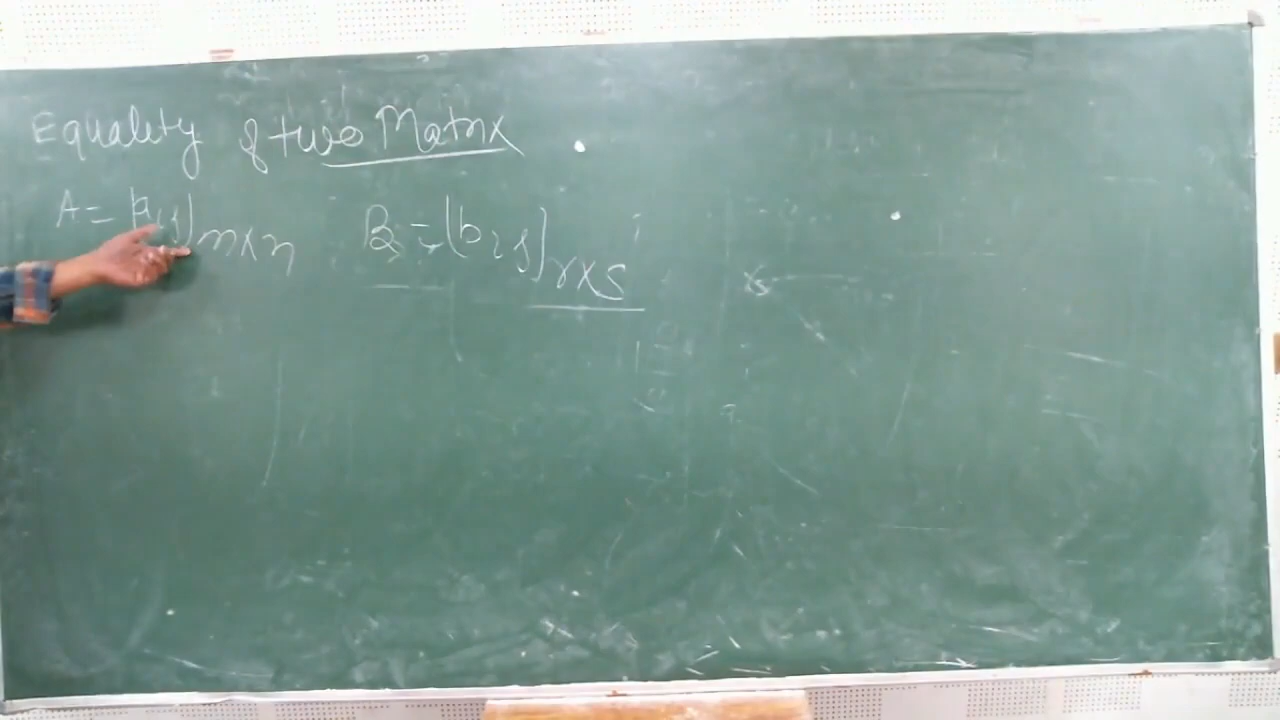 Equality of two Matrix
A = [aij]m×n B = [bij]r×s